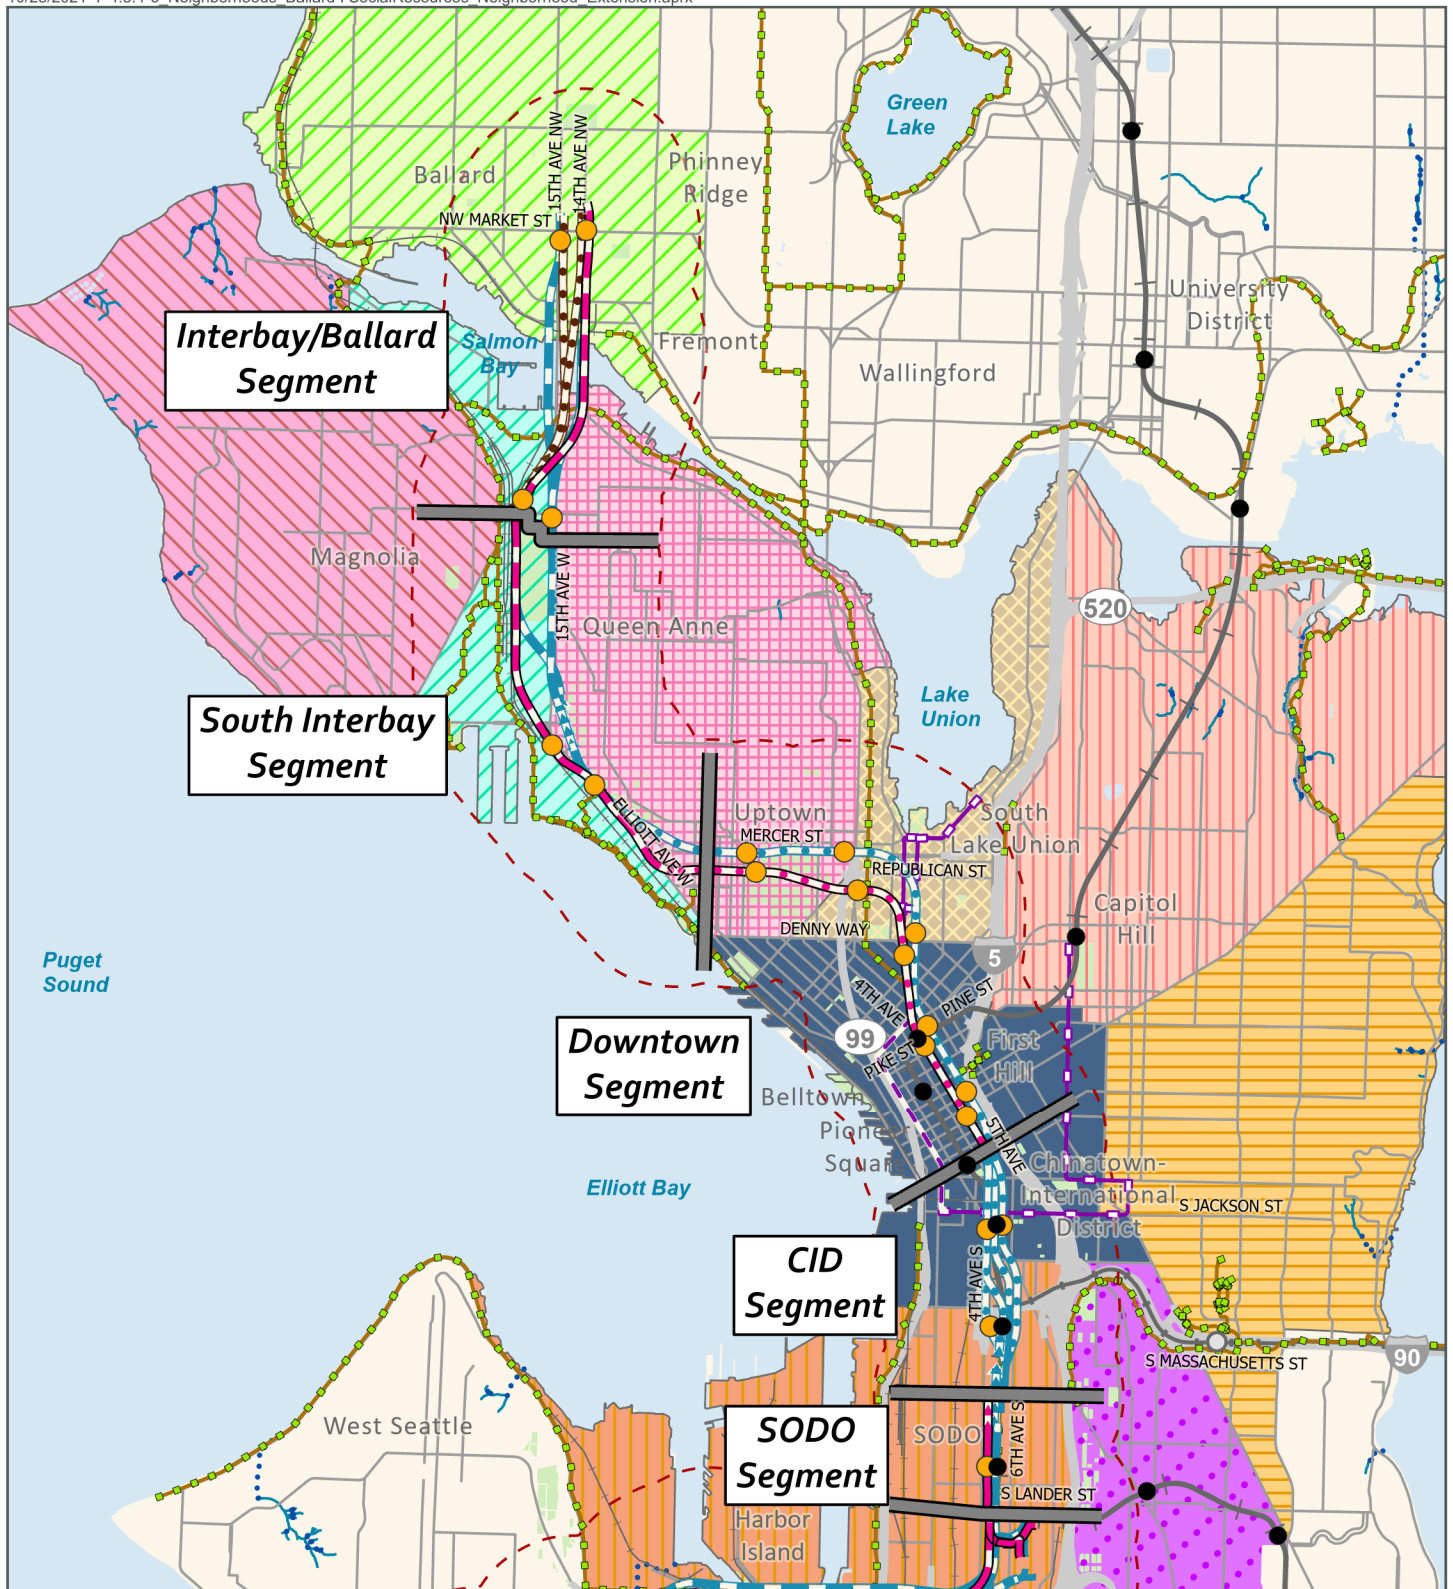 Green
Lake
Ballard
Phinney
Ridge
15TH AVE NW
14TH AVE NW
NW MARKET ST
University
District
Interbay/Ballard
Segment
Salmon
Bay
Fremont
Wallingford
Magnolia
15TH AVE W
Queen Anne
520
Lake
Union
South Interbay
Segment
ELLIOTT AVE W
Uptown
MERCER ST
South
Lake Union
REPUBLICAN ST
DENNY WAY
Capitol
Hill
5
Puget
Sound
4TH AVE
PINE ST
99
PIKE ST
First
Hill
Downtown
Segment
Belltown
Pioneer
Square
5TH AVE
Chinatown-
International
District
S JACKSON ST
Elliott Bay
CID
Segment
4TH AVE S
S MASSACHUSETTS ST
90
West Seattle
SODO
Segment
SODO
6TH AVE S
S LANDER ST
Harbor
Island